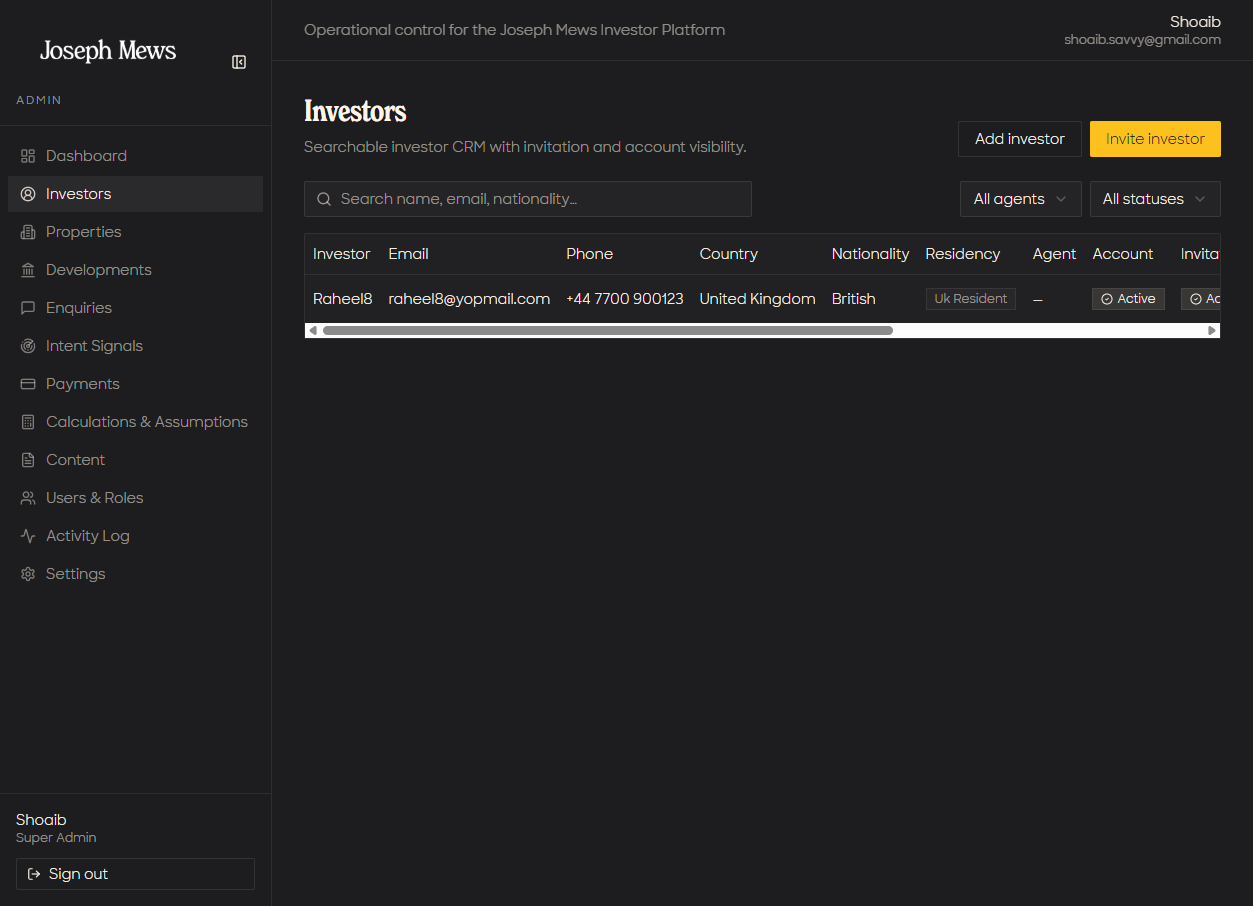 Joseph Mews
ADMIN
Dashboard
Investors
Properties
Developments
Enquiries
Intent Signals
Payments
Calculations & Assumptions
Content
Users & Roles
Activity Log
Settings
Shoaib
Super Admin
Sign out
Operational control for the Joseph Mews Investor Platform
Shoaib
shoaib.savvy@gmail.com
Investors
Searchable investor CRM with invitation and account visibility.
Add investor
Invite investor
Search name, email, nationality...
All agents
All statuses
Investor Email Phone Country Nationality Residency Agent Account Invita
Raheel8 raheel8@yopmail.com +44 7700 900123 United Kingdom British Uk Resident – Active Ac